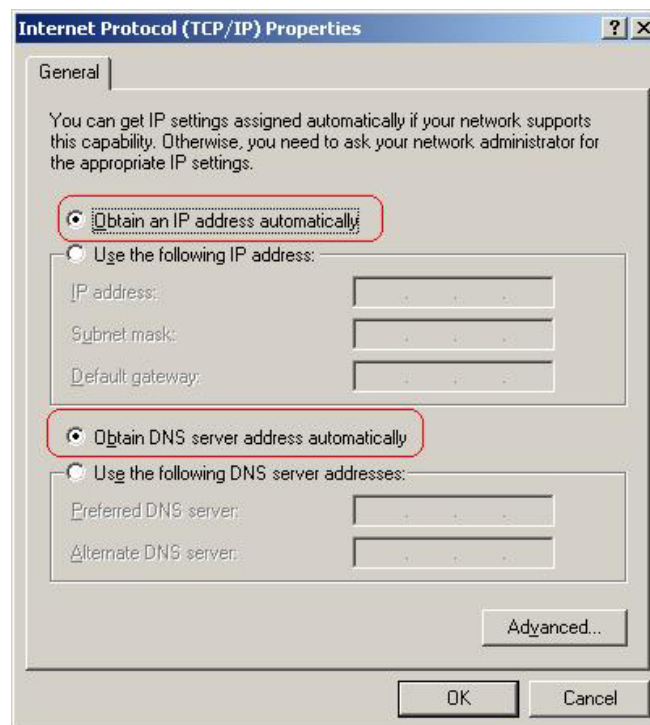 Internet Protocol (TCP/IP) Properties
General
You can get IP settings assigned automatically if your network supports
this capability. Otherwise, you need to ask your network administrator for
the appropriate IP settings.
Obtain an IP address automatically
Use the following IP address:
IP address:
Subnet mask:
Default gateway:
Obtain DNS server address automatically
Use the following DNS server addresses:
Preferred DNS server:
Alternate DNS server:
Advanced...
OK Cancel